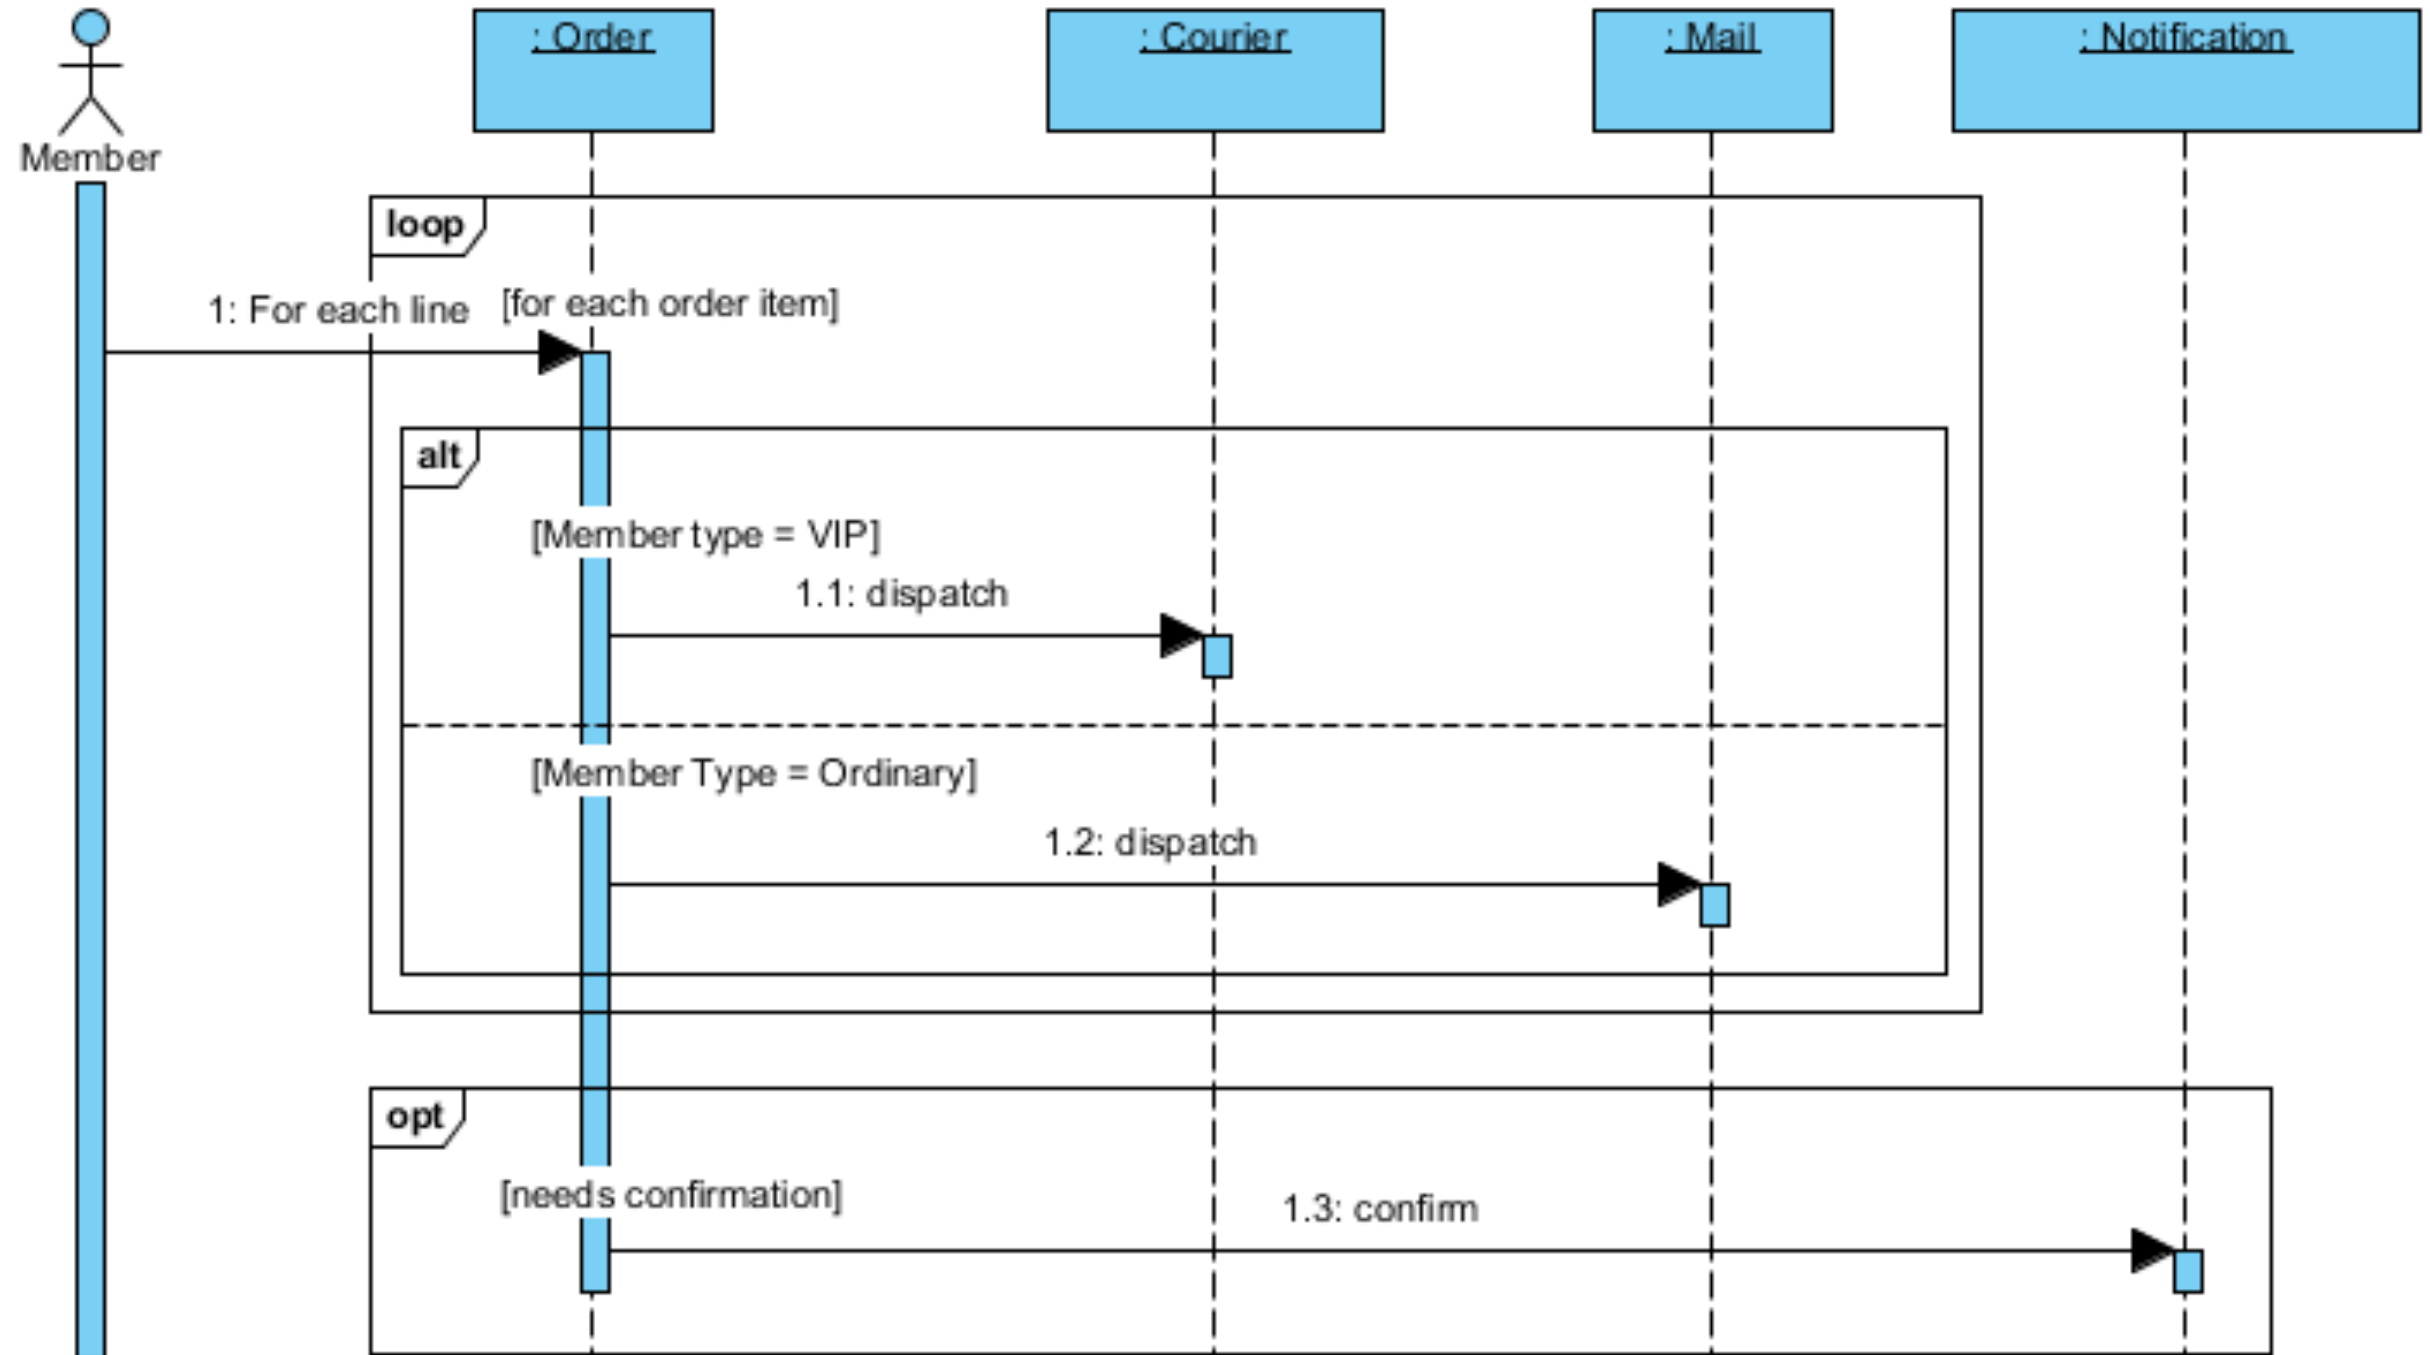 : Order
: Courier
: Mail
: Notification
Member
loop
1: For each line
[for each order item]
alt
[Member type = VIP]
1.1: dispatch
[Member Type = Ordinary]
1.2: dispatch
opt
[needs confirmation]
1.3: confirm